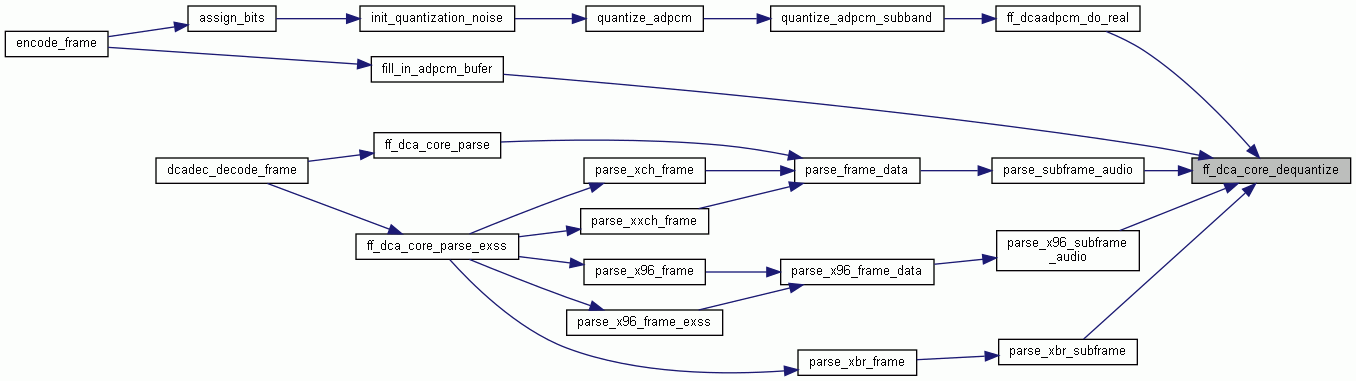 assign_bits
init_quantization_noise
quantize_adpcm
quantize_adpcm_subband
ff_dcaadpcm_do_real
encode_frame
fill_in_adpcm_bufer
ff_dca_core_parse
dcadec_decode_frame
parse_xch_frame
parse_frame_data
parse_subframe_audio
ff_dca_core_dequantize
parse_xxch_frame
ff_dca_core_parse_exss
parse_x96_subframe
_audio
parse_x96_frame
parse_x96_frame_data
parse_x96_frame_exss
parse_xbr_frame
parse_xbr_subframe